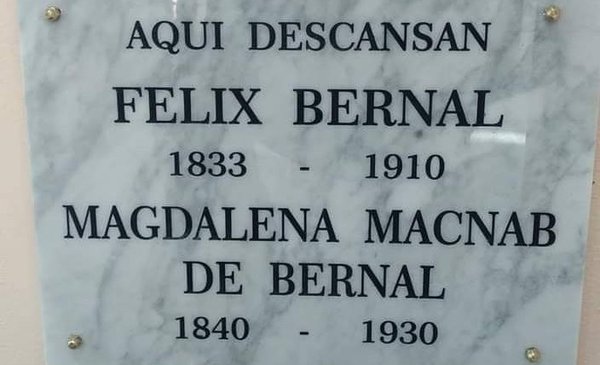 AQUI DESCANSAN
FELIX BERNAL
1833 - 1910
MAGDALENA MACNAB
DE BERNAL
1840 - 1930